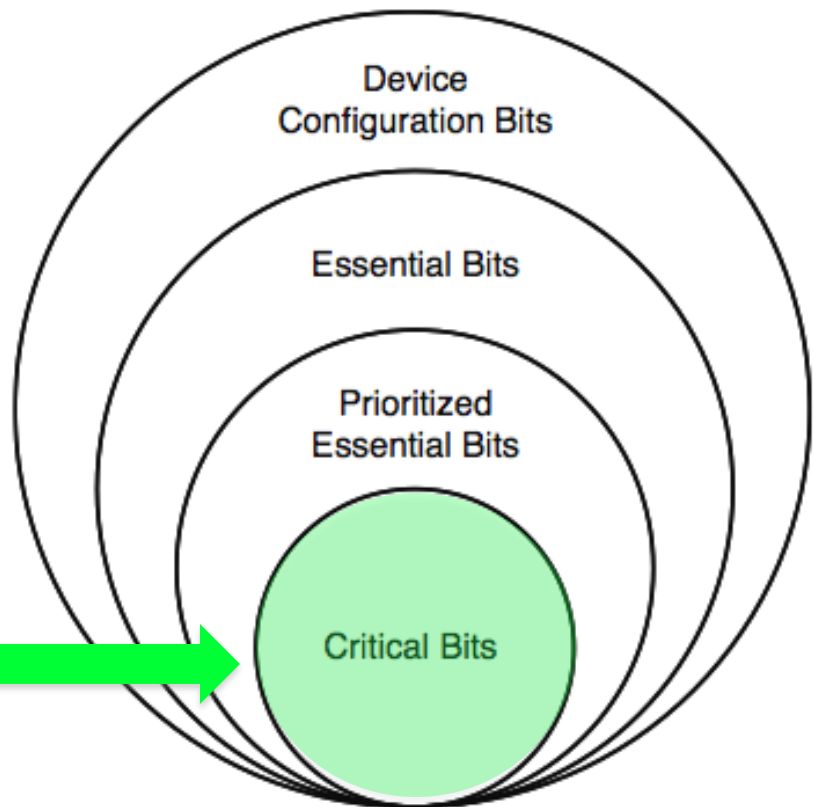 Device
Configuration Bits
Essential Bits
Prioritized
Essential Bits
Critical Bits